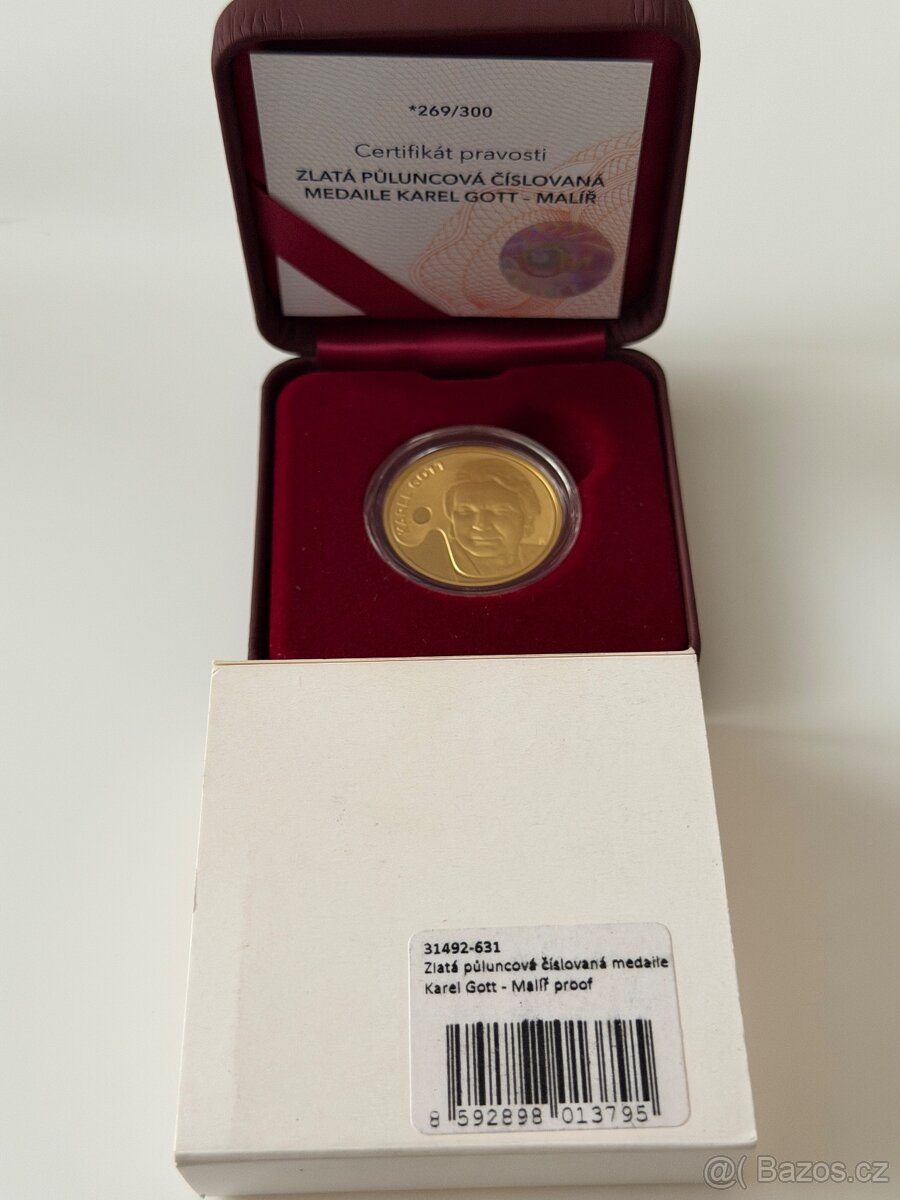 *269/300
Certifikát pravosti
ZLATÁ PŮLUNCOVÁ ČÍSLOVANÁ
MEDAILE KAREL GOTT - MALÍŘ
KAREL GOTT
31492-631
Zlatá půluncová číslovaná medaile
Karel Gott - Malíř proof
8 592898 013795
@( Bazos.cz